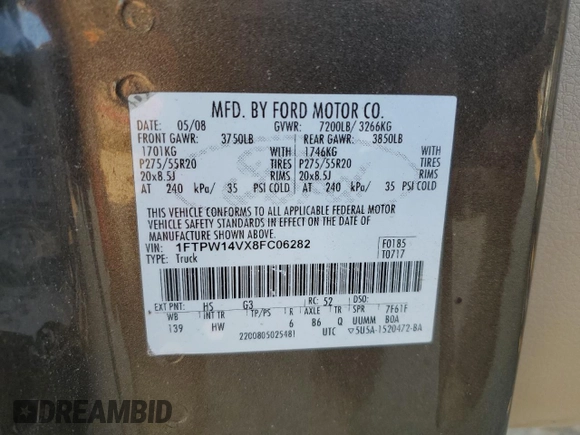 MFD. BY FORD MOTOR CO.
DATE: 05/08 GVWR: 7200LB/ 3266KG
FRONT GAWR: 3750LB REAR GAWR: 3850LB
1701KG WITH 1746KG WITH
P275/55R20 TIRES P275/55R20 TIRES
20x8.5J RIMS 20x8.5J RIMS
AT 240 kPa/ 35 PSI COLD AT 240 kPa/ 35 PSI COLD
THIS VEHICLE CONFORMS TO ALL APPLICABLE FEDERAL MOTOR
VEHICLE SAFETY STANDARDS IN EFFECT ON THE DATE OF
MANUFACTURE SHOWN ABOVE.
VIN: 1FTPW14VX8FC06282 F0185
TYPE: Truck T0717
EXT PNT: HS G3 RC: 52 DSO:
WB INT TR TP/PS R AXLE TR SPR 7F61F
139 HW 6 B6 Q UUMM BOA
2200805025481 UTC ▽5U5A-1520472-BA
DREAMBID